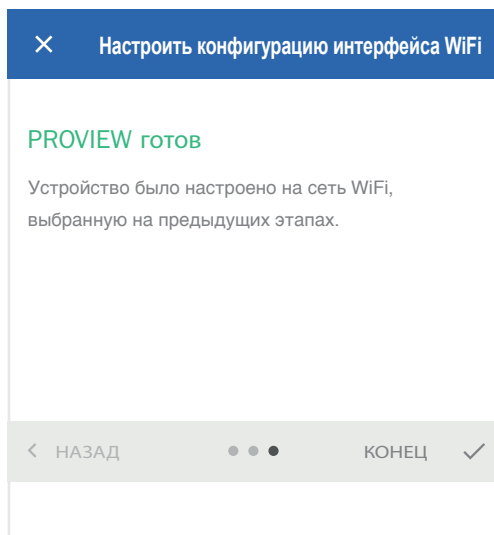 Настроить конфигурацию интерфейса WiFi
PROVIEW готов
Устройство было настроено на сеть WiFi,
выбранную на предыдущих этапах.
НАЗАД
КОНЕЦ